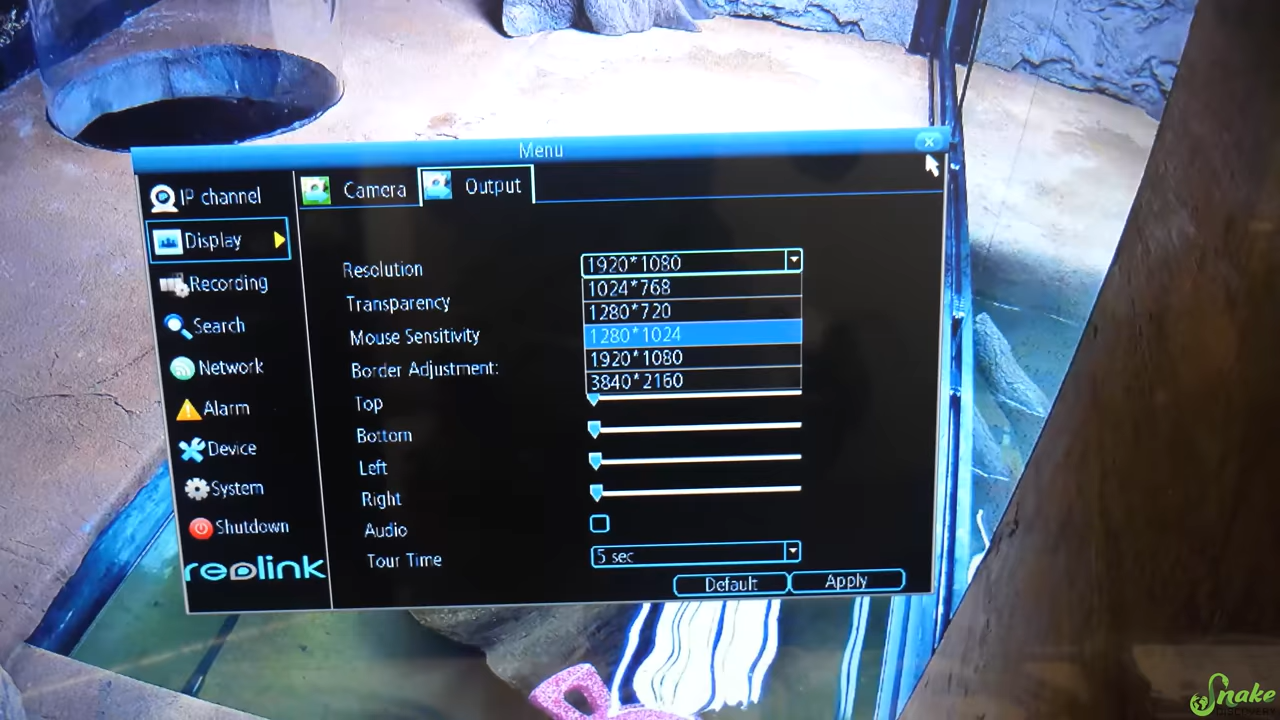 Menu
IP channel
Display
Recording
Search
Network
Alarm
Device
System
Shutdown
reolink
Camera
Output
Resolution
1920*1080
1024*768
1280*720
1280*1024
1920*1080
3840*2160
Transparency
Mouse Sensitivity
Border Adjustment:
Top
Bottom
Left
Right
Audio
Tour Time
5 sec
Default
Apply
Snake
DISCOVERY